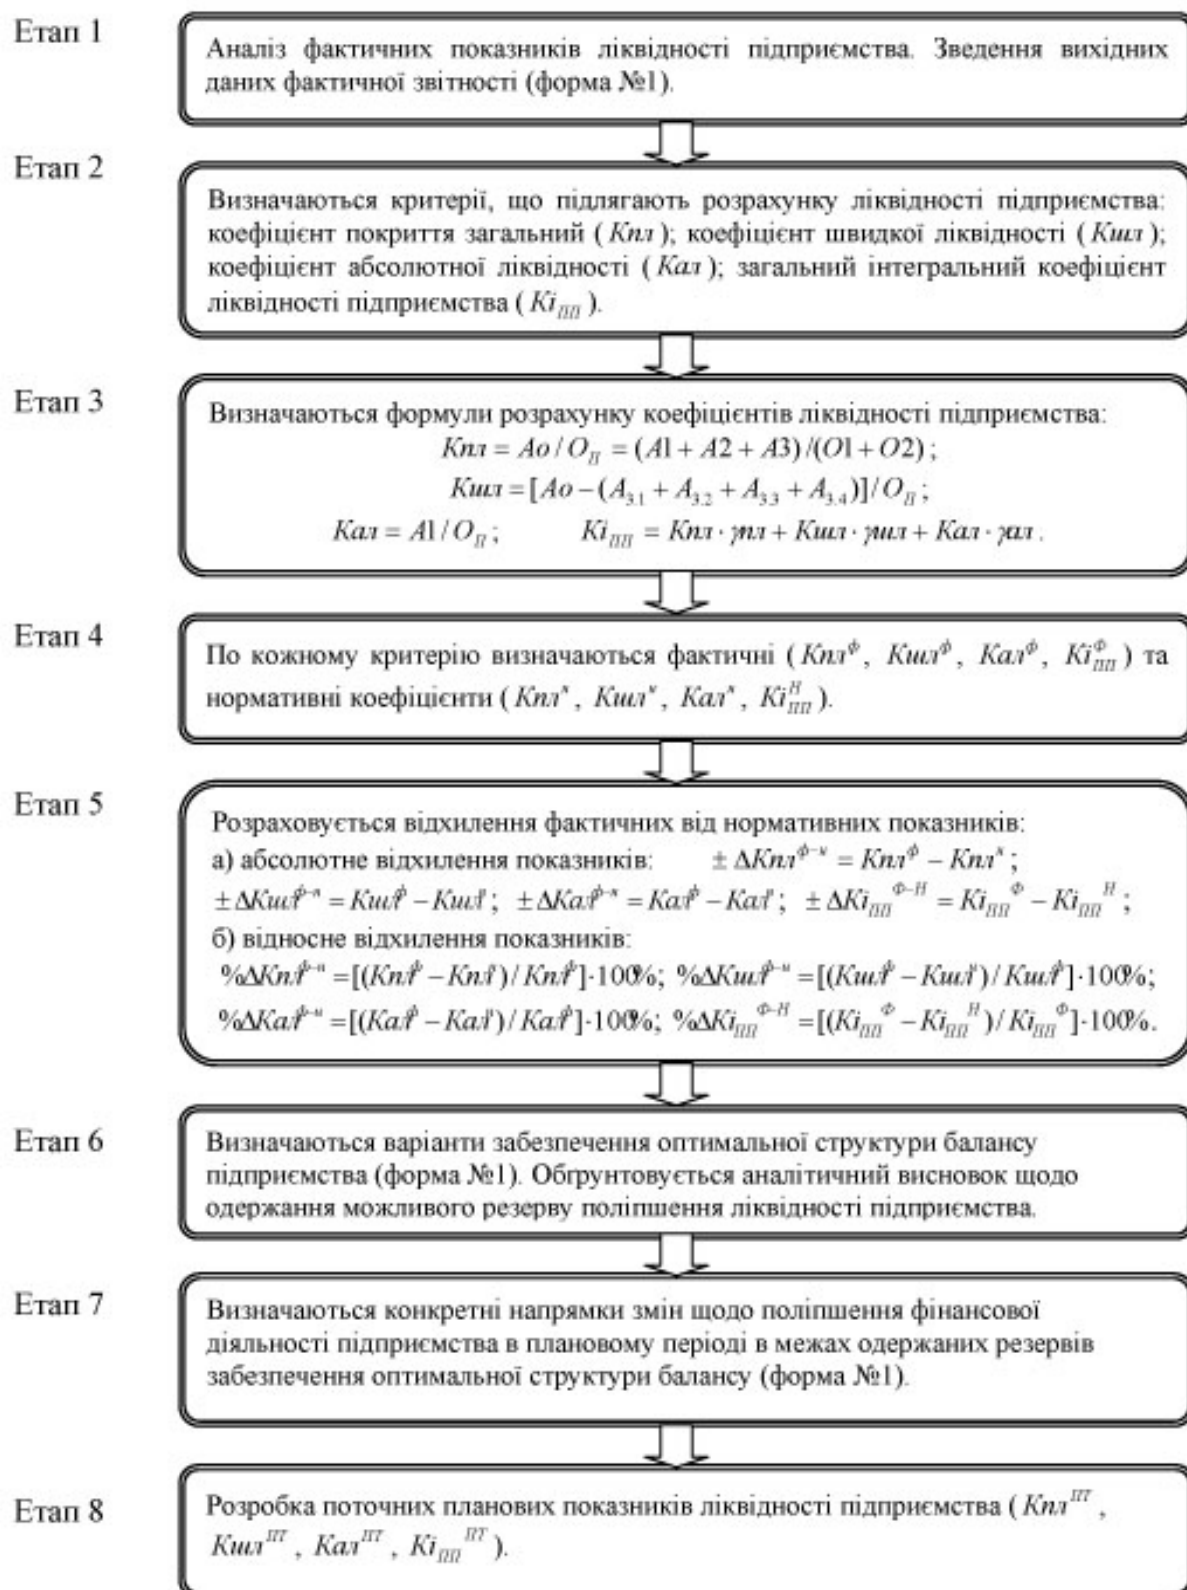 Етап 1
Аналіз фактичних показників ліквідності підприємства. Зведення вихідних
даних фактичної звітності (форма №1).
Етап 2
Визначаються критерії, що підлягають розрахунку ліквідності підприємства:
коефіцієнт покриття загальний (Кпл); коефіцієнт швидкої ліквідності (Кшл);
коефіцієнт абсолютної ліквідності (Кал); загальний інтегральний коефіцієнт
ліквідності підприємства (Кі_ПП).
Етап 3
Визначаються формули розрахунку коефіцієнтів ліквідності підприємства:
Кпл = Ао / О_П = (А1 + А2 + А3) /(О1 + О2);
Кшл = [Ао – (А_3.1 + А_3.2 + А_3.3 + А_3.4)]/ О_П;
Кал = А1 / О_П; Кі_ПП = Кпл · γпл + Кшл · γшл + Кал · γал.
Етап 4
По кожному критерію визначаються фактичні (Кпл^ф, Кшл^ф, Кал^ф, Кі_ПП^Ф) та
нормативні коефіцієнти (Кпл^н, Кшл^н, Кал^н, Кі_ПП^Н).
Етап 5
Розраховується відхилення фактичних від нормативних показників:
а) абсолютне відхилення показників: ± ΔКпл^ф–н = Кпл^ф – Кпл^н;
± ΔКшл^ф–н = Кшл^ф – Кшл^н; ± ΔКал^ф–н = Кал^ф – Кал^н; ± ΔКі_ПП^Ф–Н = Кі_ПП^Ф – Кі_ПП^Н;
б) відносне відхилення показників:
%ΔКпл^ф–н =[(Кпл^ф – Кпл^н)/ Кпл^ф]·100%; %ΔКшл^ф–н =[(Кшл^ф – Кшл^н)/ Кшл^ф]·100%;
%ΔКал^ф–н =[(Кал^ф – Кал^н)/ Кал^ф]·100%; %ΔКі_ПП^Ф–Н =[(Кі_ПП^Ф – Кі_ПП^Н)/ Кі_ПП^Ф]·100%.
Етап 6
Визначаються варіанти забезпечення оптимальної структури балансу
підприємства (форма №1). Обґрунтовується аналітичний висновок щодо
одержання можливого резерву поліпшення ліквідності підприємства.
Етап 7
Визначаються конкретні напрямки змін щодо поліпшення фінансової
діяльності підприємства в плановому періоді в межах одержаних резервів
забезпечення оптимальної структури балансу (форма №1).
Етап 8
Розробка поточних планових показників ліквідності підприємства (Кпл^ПТ,
Кшл^ПТ, Кал^ПТ, Кі_ПП^ПТ).